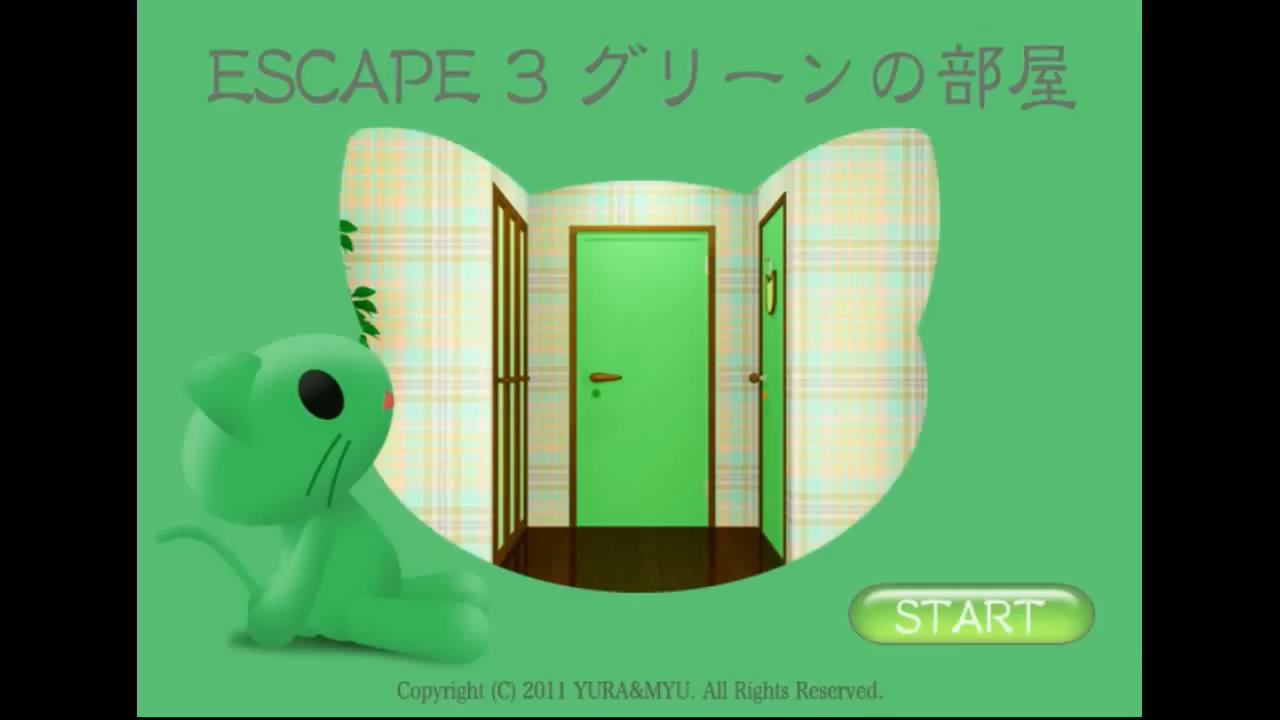 ESCAPE 3 グリーンの部屋
START
Copyright (C) 2011 YURA&MYU. All Rights Reserved.